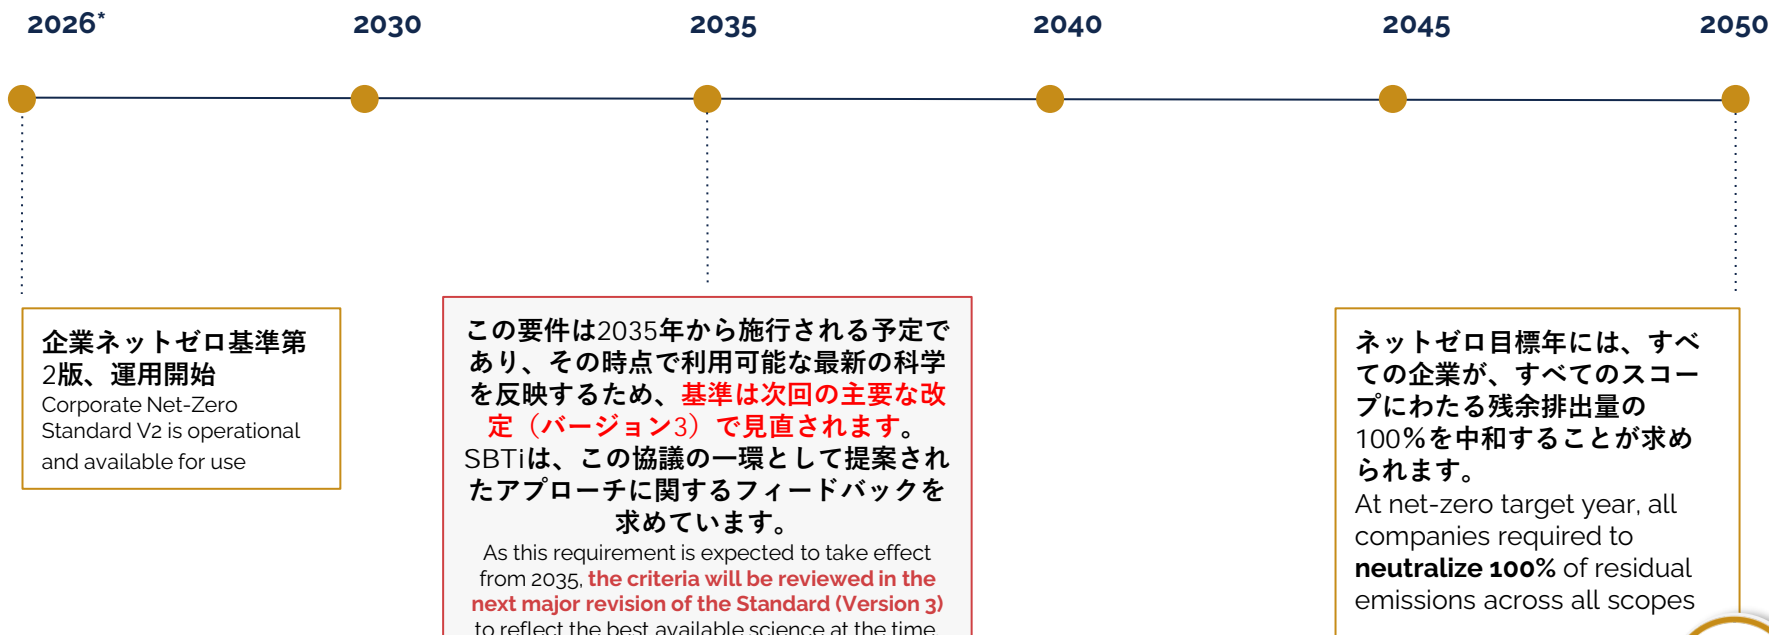 2026*
2030
2035
2040
2045
2050
企業ネットゼロ基準第
2版、運用開始
Corporate Net-Zero
Standard V2 is operational
and available for use
この要件は2035年から施行される予定で
あり、その時点で利用可能な最新の科学
を反映するため、基準は次回の主要な改
定（バージョン3）で見直されます。
SBTiは、この協議の一環として提案され
たアプローチに関するフィードバックを
求めています。
As this requirement is expected to take effect
from 2035, the criteria will be reviewed in the
next major revision of the Standard (Version 3)
to reflect the best available science at the time.
ネットゼロ目標年には、すべ
ての企業が、すべてのスコー
プにわたる残余排出量の
100%を中和することが求め
られます。
At net-zero target year, all
companies required to
neutralize 100% of residual
emissions across all scopes